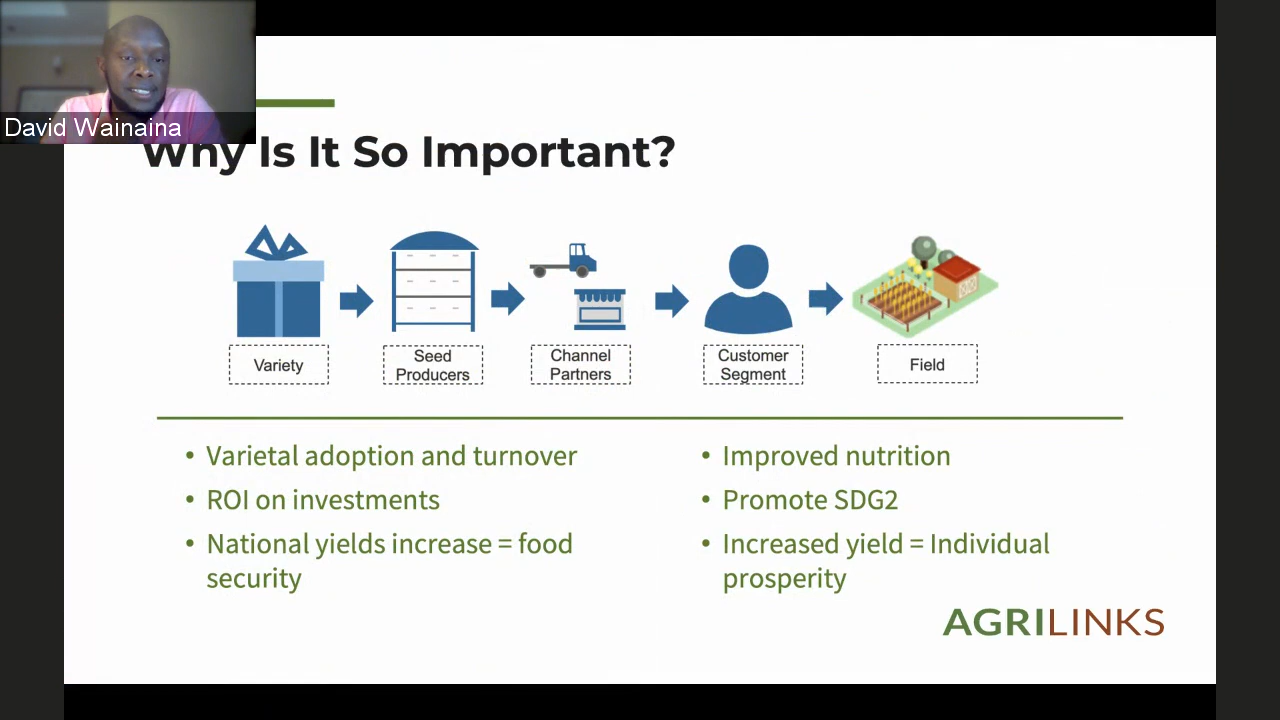 David Wainaina
Why Is It So Important?
Variety
Seed
Producers
Channel
Partners
Customer
Segment
Field
• Varietal adoption and turnover
• ROI on investments
• National yields increase = food
security
• Improved nutrition
• Promote SDG2
• Increased yield = Individual
prosperity
AGRILINKS